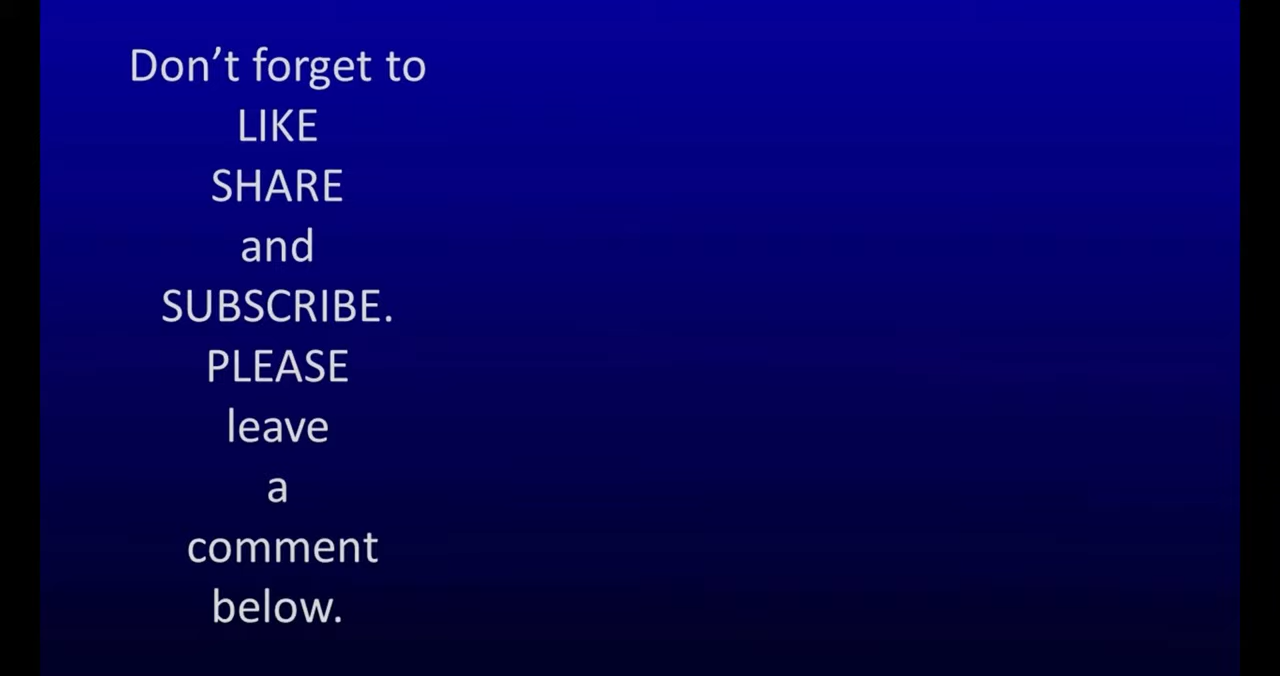 Don’t forget to
LIKE
SHARE
and
SUBSCRIBE.
PLEASE
leave
a
comment
below.